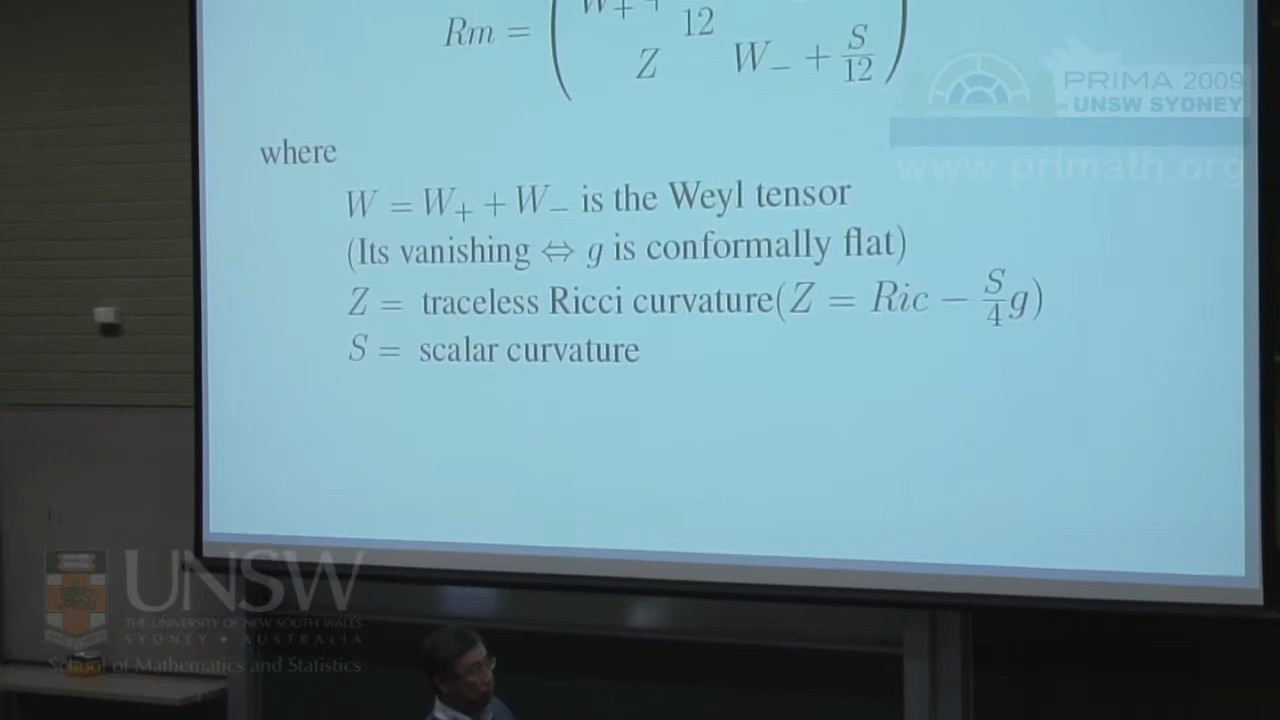 Rm = ( W₊ + 12
Z W₋ + S/12 )
PRIMA 2009
UNSW SYDNEY
www.primath.org
where
W = W₊ + W₋ is the Weyl tensor
(Its vanishing ⇔ g is conformally flat)
Z = traceless Ricci curvature(Z = Ric − S/4 g)
S = scalar curvature
UNSW
THE UNIVERSITY OF NEW SOUTH WALES
SYDNEY • AUSTRALIA
School of Mathematics and Statistics